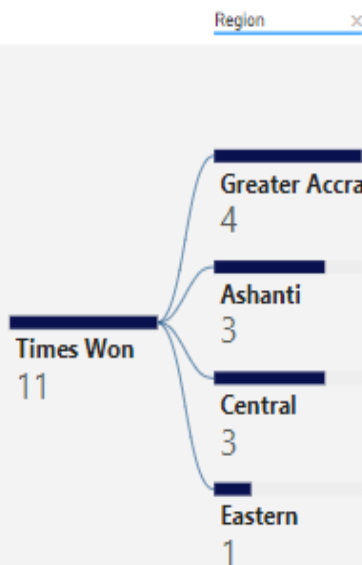 Region
Greater Accra
4
Ashanti
3
Times Won
11
Central
3
Eastern
1